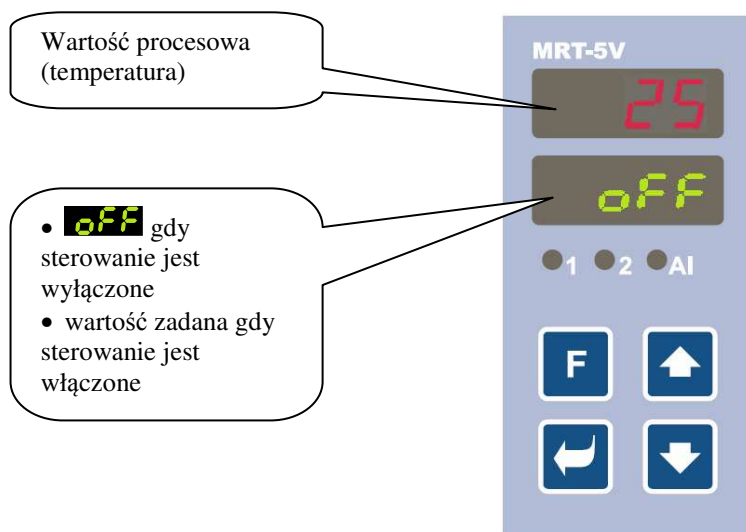 Wartość procesowa
(temperatura)
• oFF gdy
sterowanie jest
wyłączone
• wartość zadana gdy
sterowanie jest
włączone
MRT-5V
25
oFF
1 2 Al
F